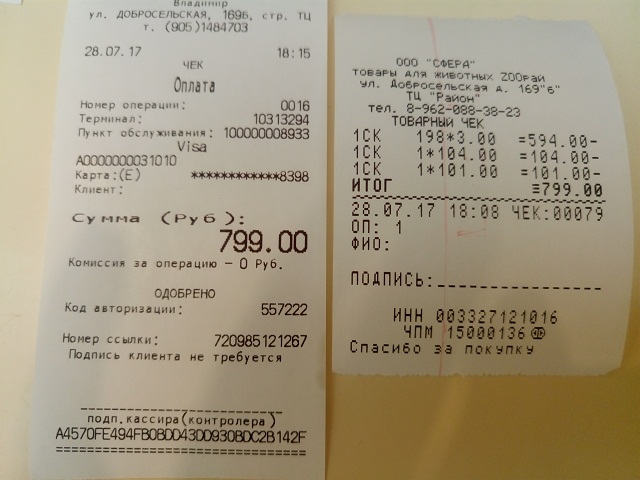 Владимир
ул. ДОБРОСЕЛЬСКАЯ, 169Б, стр. ТЦ
т. (905)1484703
28.07.17 18:15
ЧЕК
Оплата
Номер операции: 0016
Терминал: 10313294
Пункт обслуживания: 100000008933
Visa
A0000000031010
Карта:(E) ************8398
Клиент:
Сумма (Руб):
799.00
Комиссия за операцию – 0 Руб.
ОДОБРЕНО
Код авторизации: 557222
Номер ссылки: 720985121267
Подпись клиента не требуется
подп.кассира(контролера)
A4570FE494FB0BDD43DD930BDC2B142F
ООО "СФЕРА"
товары для животных ZOOрай
ул. Добросельская д. 169"б"
ТЦ "Район"
тел. 8-962-088-38-23
ТОВАРНЫЙ ЧЕК
1СК 198*3.00 =594.00-
1СК 1*104.00 =104.00-
1СК 1*101.00 =101.00-
ИТОГ ≡799.00
28.07.17 18:08 ЧЕК:00079
ОП: 1
ФИО:
ПОДПИСЬ:________________
ИНН 003327121016
ЧПМ 15000136
Спасибо за покупку